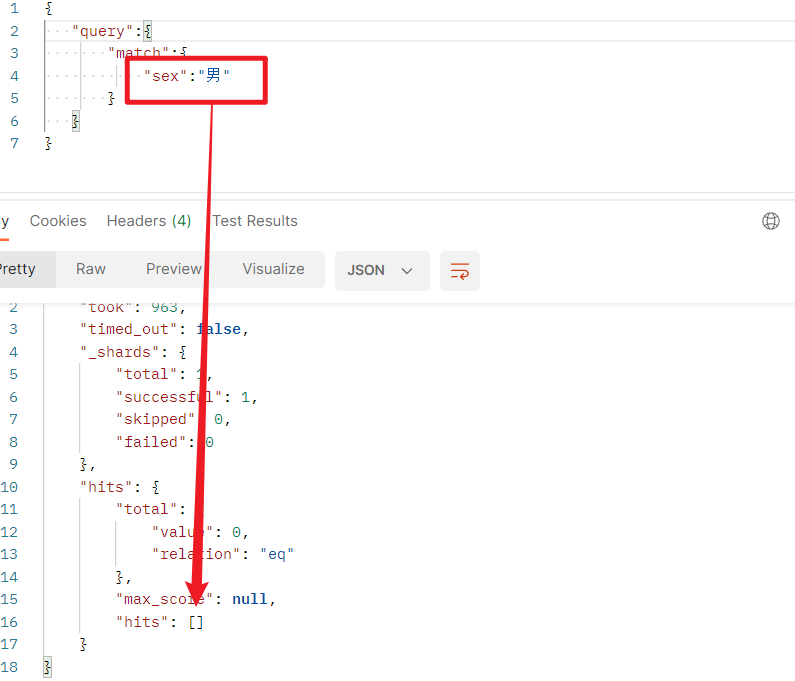 1 {
2 "query":{
3 "match":{
4 "sex":"男"
5 }
6 }
7 }
y Cookies Headers (4) Test Results
Pretty Raw Preview Visualize JSON
2 "took": 963,
3 "timed_out": false,
4 "_shards": {
5 "total": 1,
6 "successful": 1,
7 "skipped": 0,
8 "failed": 0
9 },
10 "hits": {
11 "total":
12 "value": 0,
13 "relation": "eq"
14 },
15 "max_score": null,
16 "hits": []
17 }
18 }